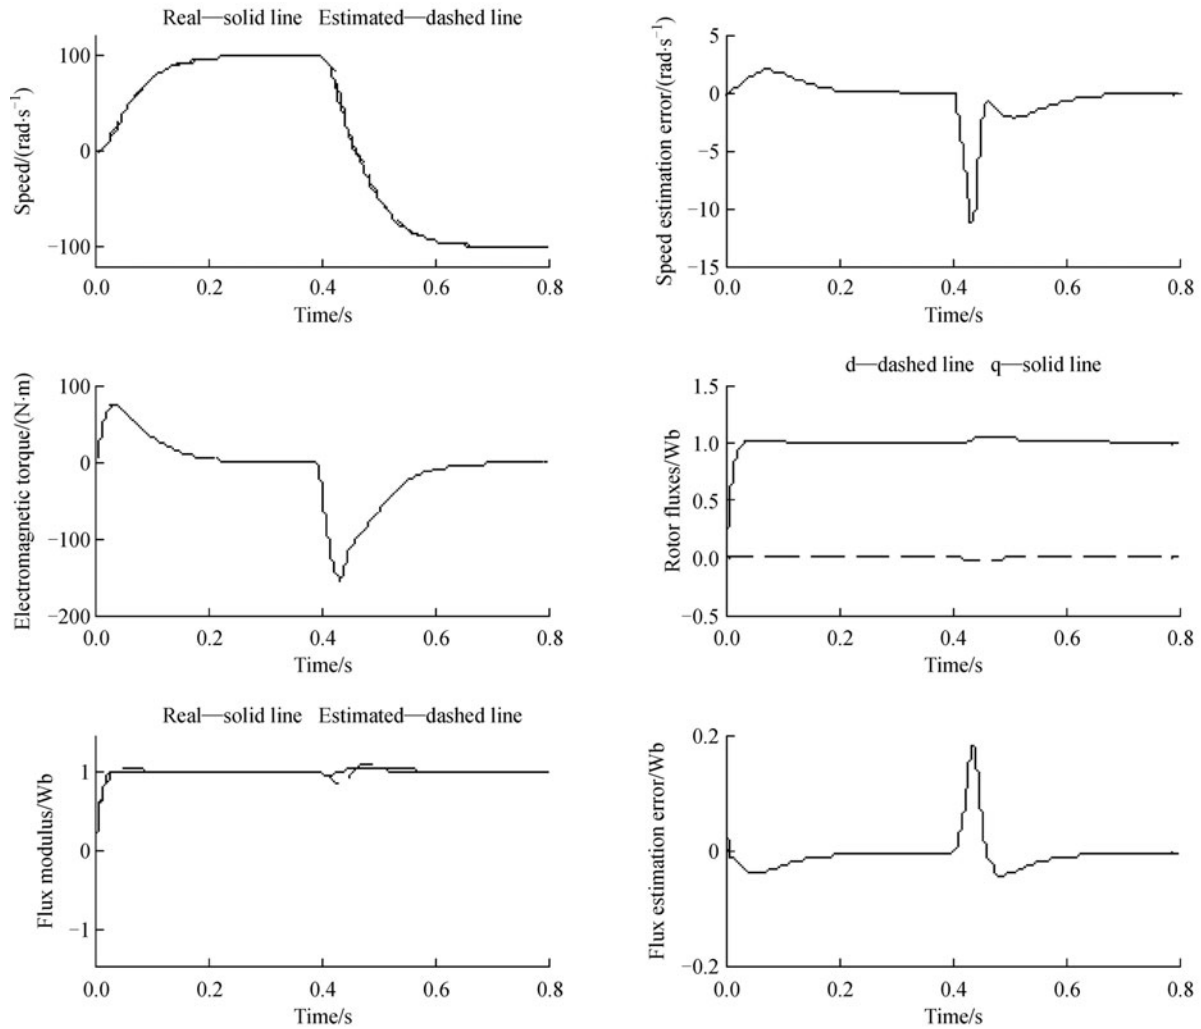 Real—solid line Estimated—dashed line
100
0
−100
Speed/(rad·s⁻¹)
0.0 0.2 0.4 0.6 0.8
Time/s
5
0
−5
−10
−15
Speed estimation error/(rad·s⁻¹)
0.0 0.2 0.4 0.6 0.8
Time/s
100
0
−100
−200
Electromagnetic torque/(N·m)
0.0 0.2 0.4 0.6 0.8
Time/s
d—dashed line q—solid line
1.5
1.0
0.5
0.0
−0.5
Rotor fluxes/Wb
0.0 0.2 0.4 0.6 0.8
Time/s
Real—solid line Estimated—dashed line
1
0
−1
Flux modulus/Wb
0.0 0.2 0.4 0.6 0.8
Time/s
0.2
0
−0.2
Flux estimation error/Wb
0.0 0.2 0.4 0.6 0.8
Time/s